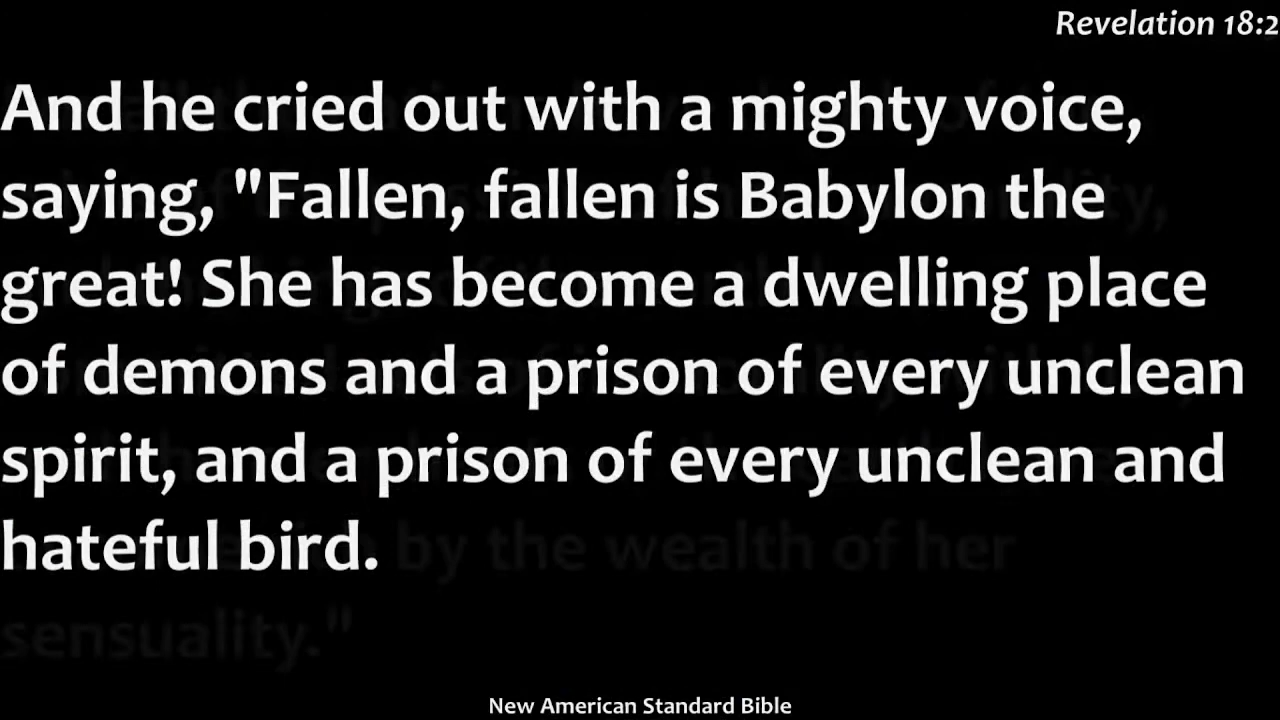 Revelation 18:2
And he cried out with a mighty voice,
saying, "Fallen, fallen is Babylon the
great! She has become a dwelling place
of demons and a prison of every unclean
spirit, and a prison of every unclean and
hateful bird. by the wealth of her
sensuality."
New American Standard Bible